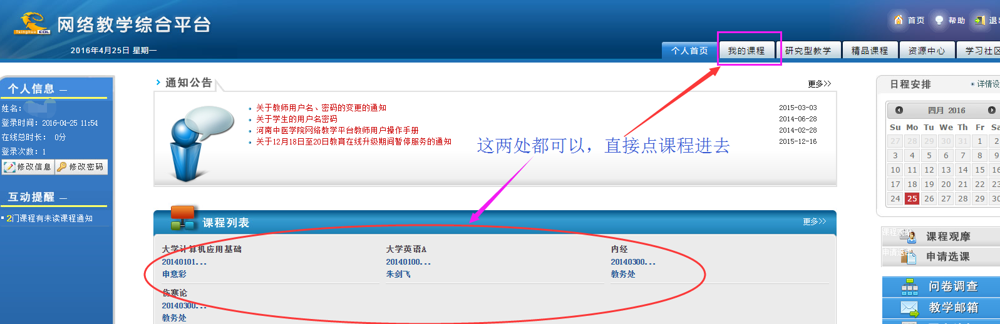 网络教学综合平台
Tsinghua EOL
2016年4月25日 星期一
首页 帮助
个人首页 我的课程 研究型教学 精品课程 资源中心 学习社区
个人信息
姓名:
登录时间: 2016-04-25 11:54
在线总时长: 0分
登录次数: 1
修改信息 修改密码
互动提醒
2门课程有未读课程通知
通知公告
更多>>
关于教师用户名、密码的变更的通知 2015-03-03
关于学生的用户名密码 2014-06-28
河南中医学院网络教学平台教师用户操作手册 2014-02-28
关于12月18日至20日教育在线升级期间暂停服务的通知 2015-12-16
这两处都可以，直接点课程进去
课程列表
更多>>
大学计算机应用基础 大学英语A 内经
20140101... 20140100... 20140300...
申意彩 朱剑飞 教务处
伤寒论
20140300...
教务处
日程安排 详情设
四月 2016
Su Mo Tu We Th Fr Sa
27 28 29 30 31 1 2
3 4 5 6 7 8 9
10 11 12 13 14 15 16
17 18 19 20 21 22 23
24 25 26 27 28 29 30
课程观摩 课程观摩
申请选课 申请选课
问卷调查
教学邮箱